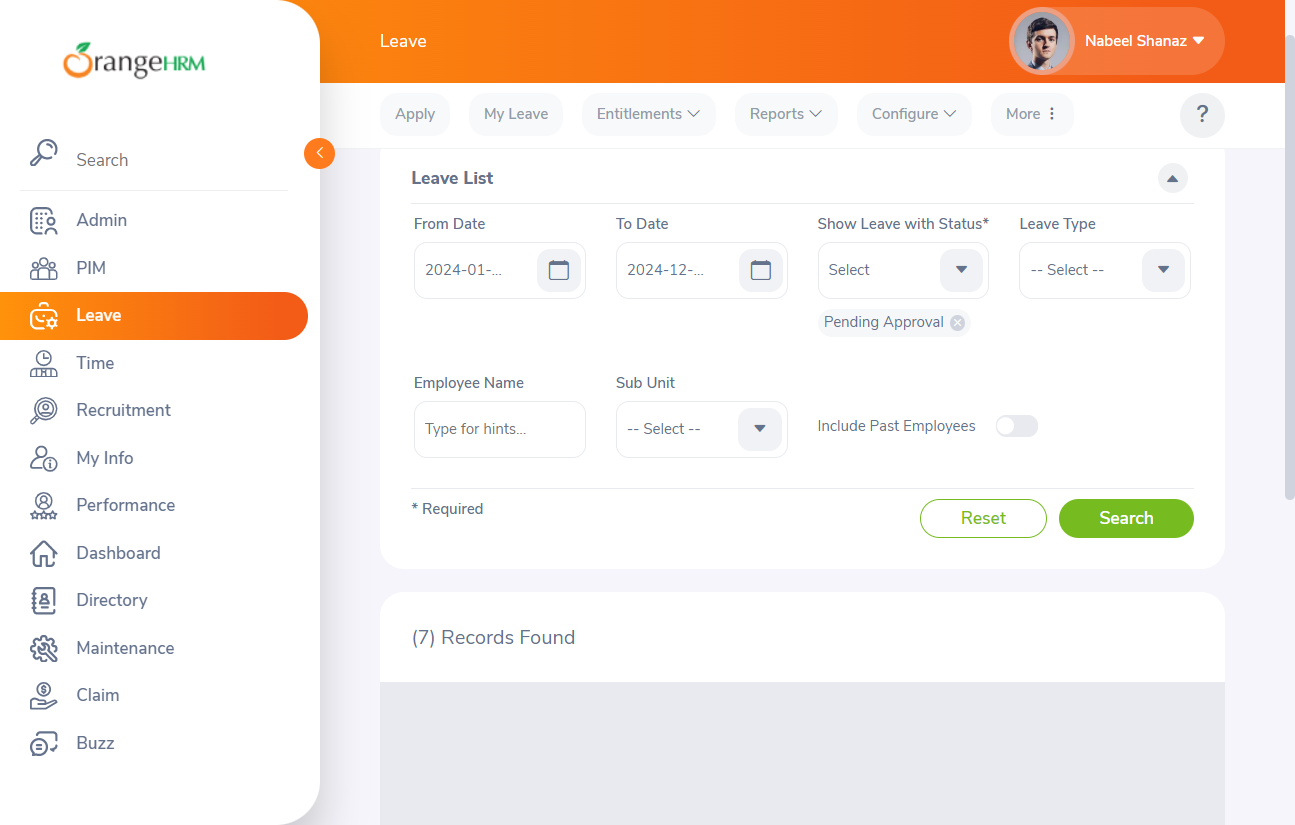 OrangeHRM
Leave
Nabeel Shanaz
Apply
My Leave
Entitlements
Reports
Configure
More
?
Search
Admin
PIM
Leave
Time
Recruitment
My Info
Performance
Dashboard
Directory
Maintenance
Claim
Buzz
Leave List
From Date
To Date
Show Leave with Status*
Leave Type
2024-01-...
2024-12-...
Select
-- Select --
Pending Approval
Employee Name
Sub Unit
Type for hints...
-- Select --
Include Past Employees
* Required
Reset
Search
(7) Records Found